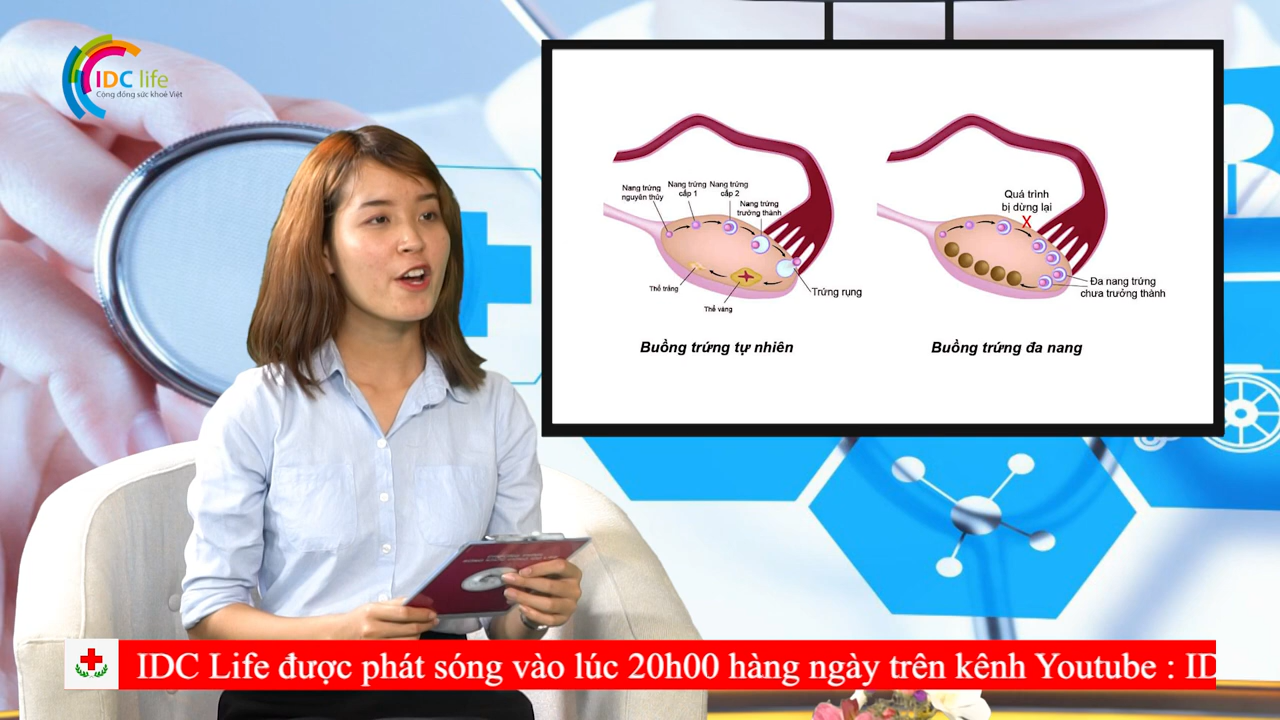 IDC life
Cộng đồng sức khoẻ Việt
Nang trứng
nguyên thủy
Nang trứng
cấp 1
Nang trứng
cấp 2
Nang trứng
trưởng thành
Trứng rụng
Thể trắng
Thể vàng
Buồng trứng tự nhiên
Quá trình
bị dừng lại
X
Đa nang trứng
chưa trưởng thành
Buồng trứng đa nang
IDC Life được phát sóng vào lúc 20h00 hàng ngày trên kênh Youtube : ID